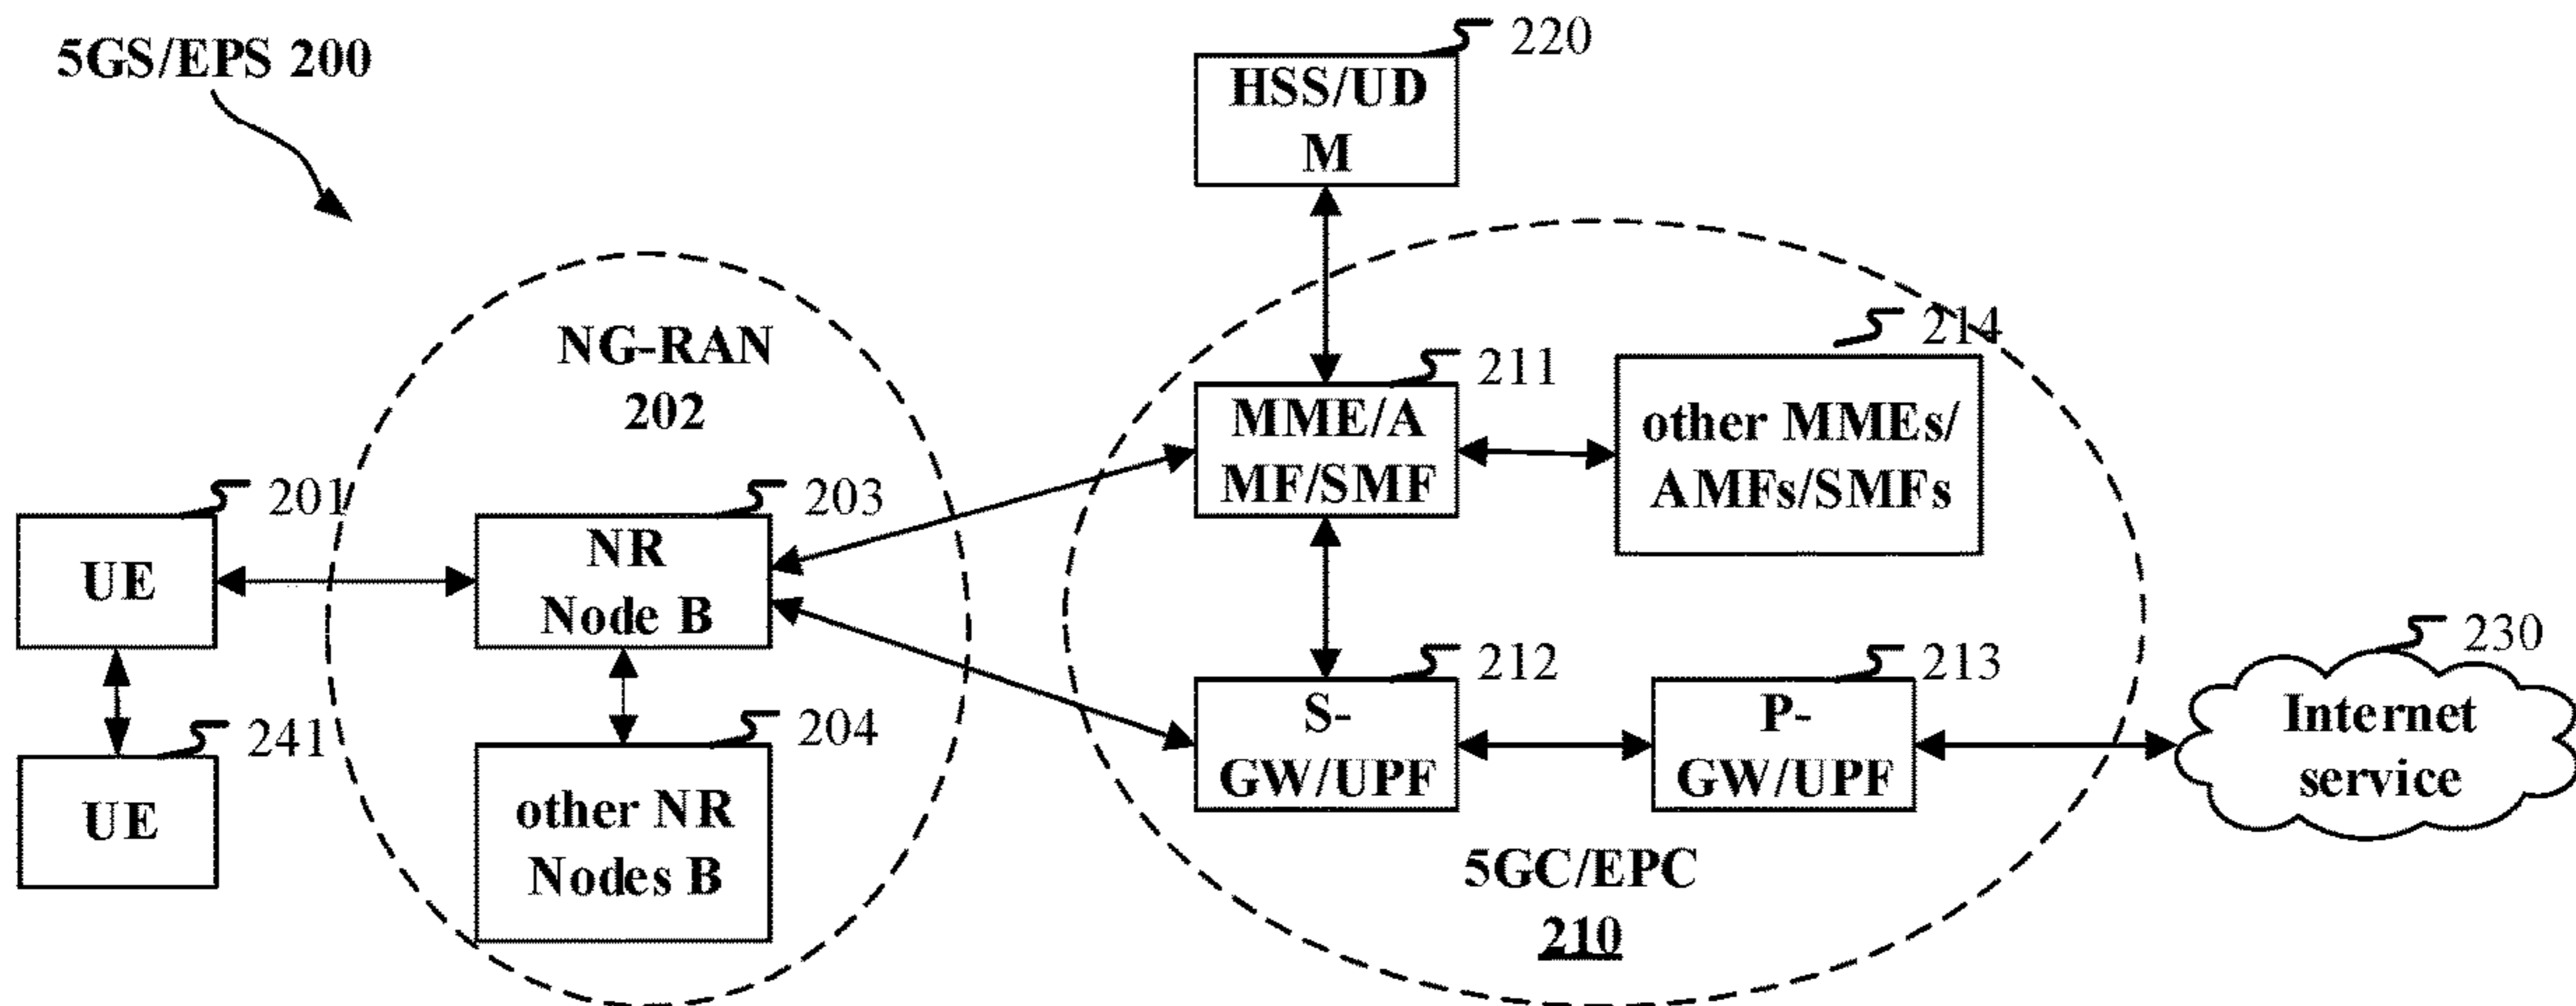 5GS/EPS 200
220
HSS/UD
M
NG-RAN
202
214
211
MME/A
MF/SMF
other MMEs/
AMFs/SMFs
201
UE
203
NR
Node B
241
UE
204
other NR
Nodes B
212
S-
GW/UPF
213
P-
GW/UPF
230
Internet
service
5GC/EPC
210